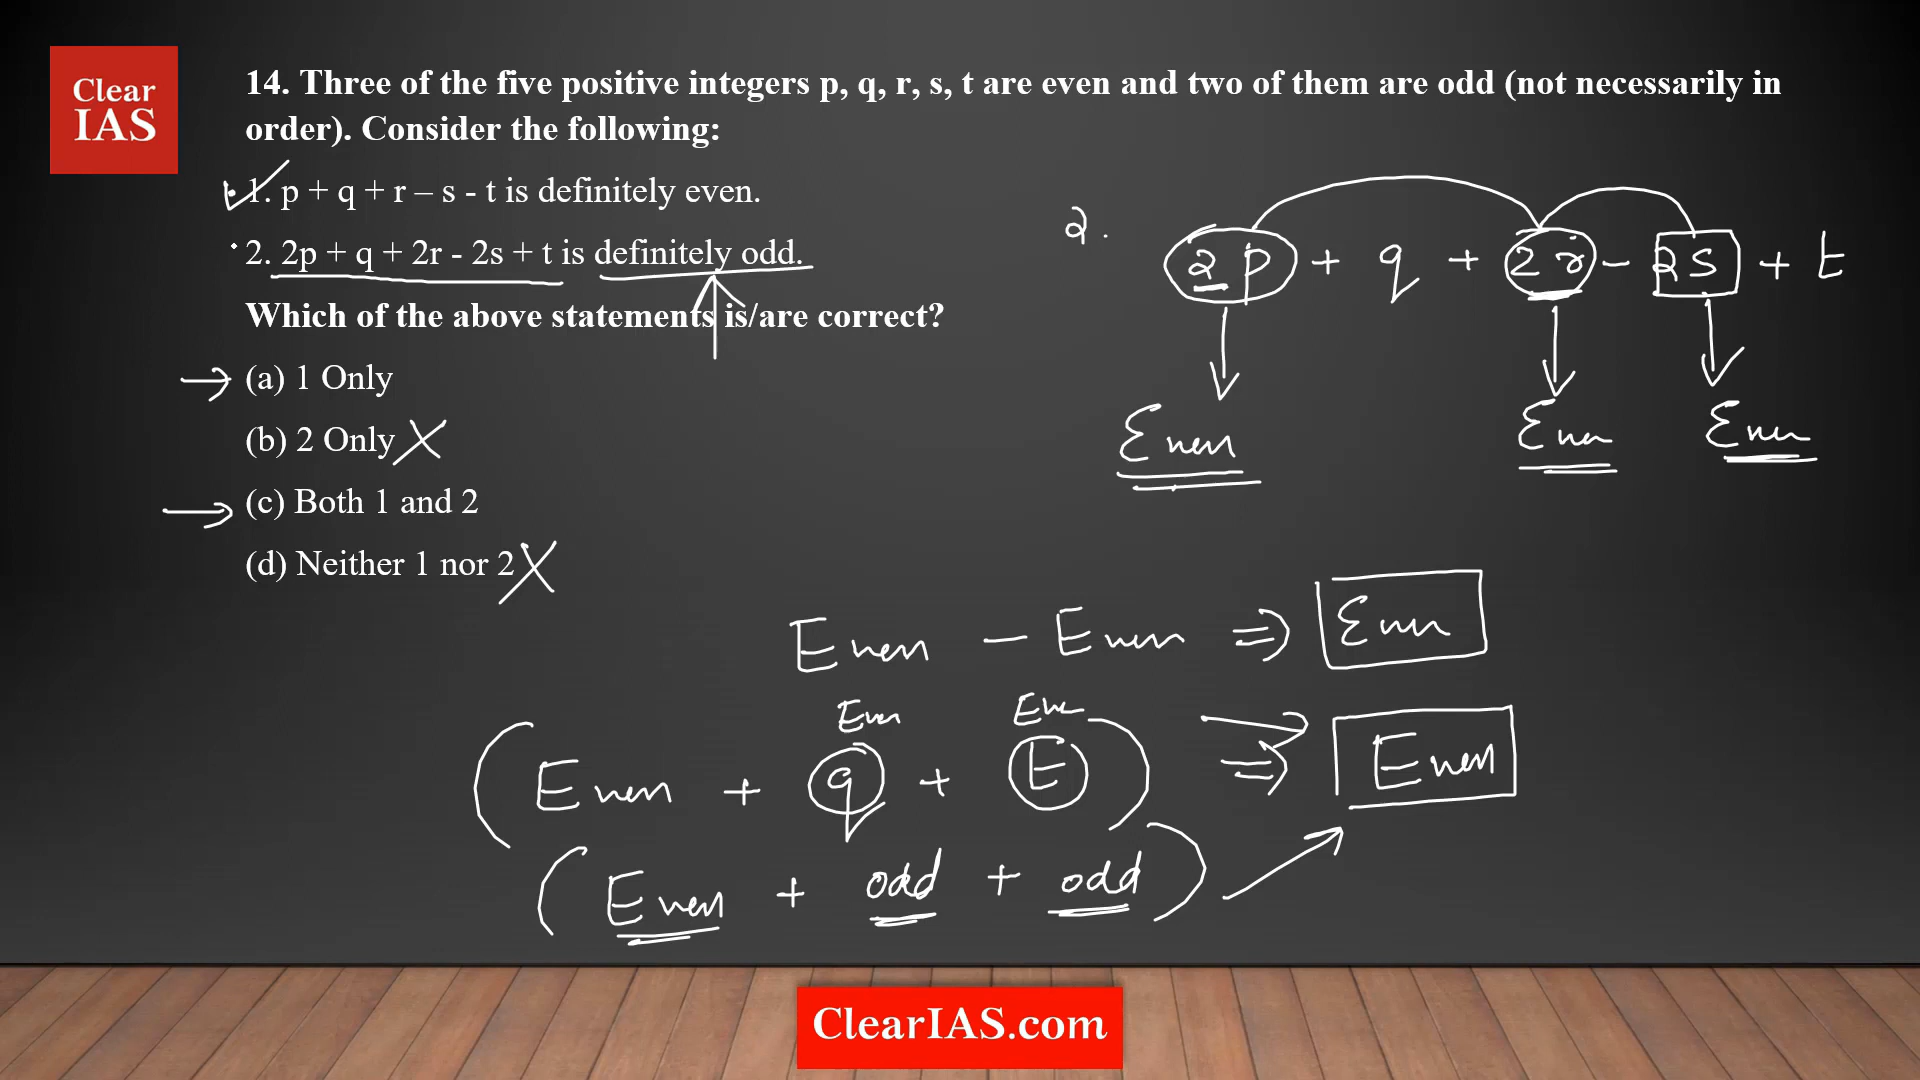 Clear
IAS
14. Three of the five positive integers p, q, r, s, t are even and two of them are odd (not necessarily in
order). Consider the following:
1. p + q + r – s - t is definitely even.
2. 2p + q + 2r - 2s + t is definitely odd.
Which of the above statements is/are correct?
(a) 1 Only
(b) 2 Only
(c) Both 1 and 2
(d) Neither 1 nor 2
2.
2p + q + 2r - 2s + t
Even Even Even
Even - Even ⇒ Even
Even Even
(Even + q + t) ⇒ Even
(Even + odd + odd)
ClearIAS.com